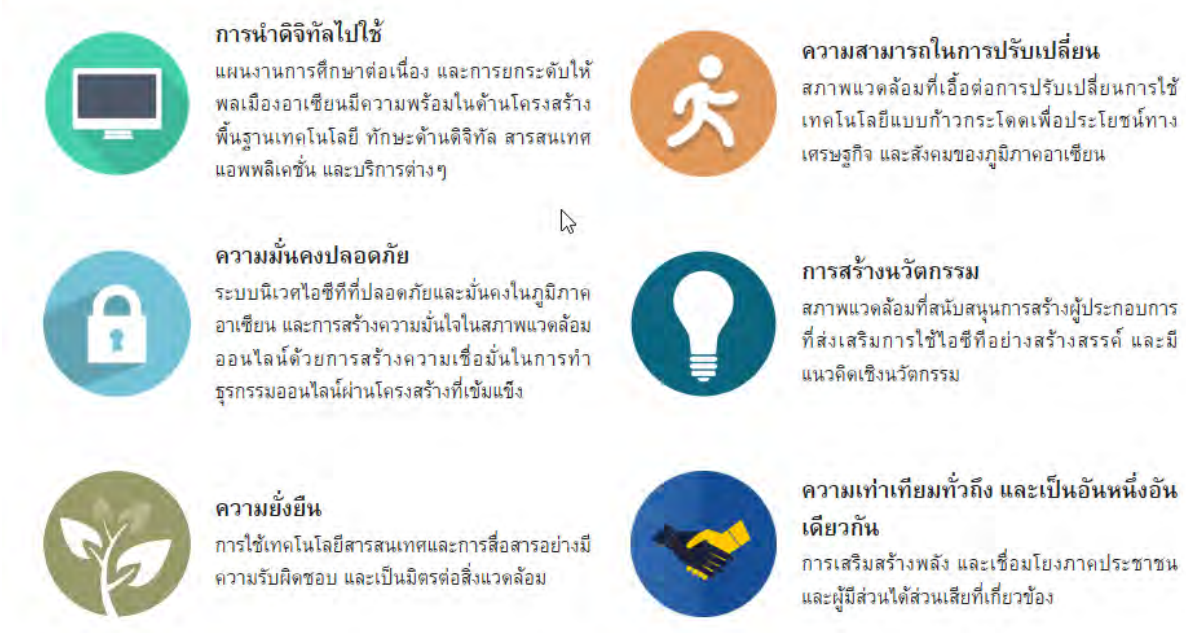 การนำดิจิทัลไปใช้
แผนงานการศึกษาต่อเนื่อง และการยกระดับให้
พลเมืองอาเซียนมีความพร้อมในด้านโครงสร้าง
พื้นฐานเทคโนโลยี ทักษะด้านดิจิทัล สารสนเทศ
แอพพลิเคชั่น และบริการต่างๆ
ความสามารถในการปรับเปลี่ยน
สภาพแวดล้อมที่เอื้อต่อการปรับเปลี่ยนการใช้
เทคโนโลยีแบบก้าวกระโดดเพื่อประโยชน์ทาง
เศรษฐกิจ และสังคมของภูมิภาคอาเซียน
ความมั่นคงปลอดภัย
ระบบนิเวศไอซีทีที่ปลอดภัยและมั่นคงในภูมิภาค
อาเซียน และการสร้างความมั่นใจในสภาพแวดล้อม
ออนไลน์ด้วยการสร้างความเชื่อมั่นในการทำ
ธุรกรรมออนไลน์ผ่านโครงสร้างที่เข้มแข็ง
การสร้างนวัตกรรม
สภาพแวดล้อมที่สนับสนุนการสร้างผู้ประกอบการ
ที่ส่งเสริมการใช้ไอซีทีอย่างสร้างสรรค์ และมี
แนวคิดเชิงนวัตกรรม
ความยั่งยืน
การใช้เทคโนโลยีสารสนเทศและการสื่อสารอย่างมี
ความรับผิดชอบ และเป็นมิตรต่อสิ่งแวดล้อม
ความเท่าเทียมทั่วถึง และเป็นอันหนึ่งอัน
เดียวกัน
การเสริมสร้างพลัง และเชื่อมโยงภาคประชาชน
และผู้มีส่วนได้ส่วนเสียที่เกี่ยวข้อง